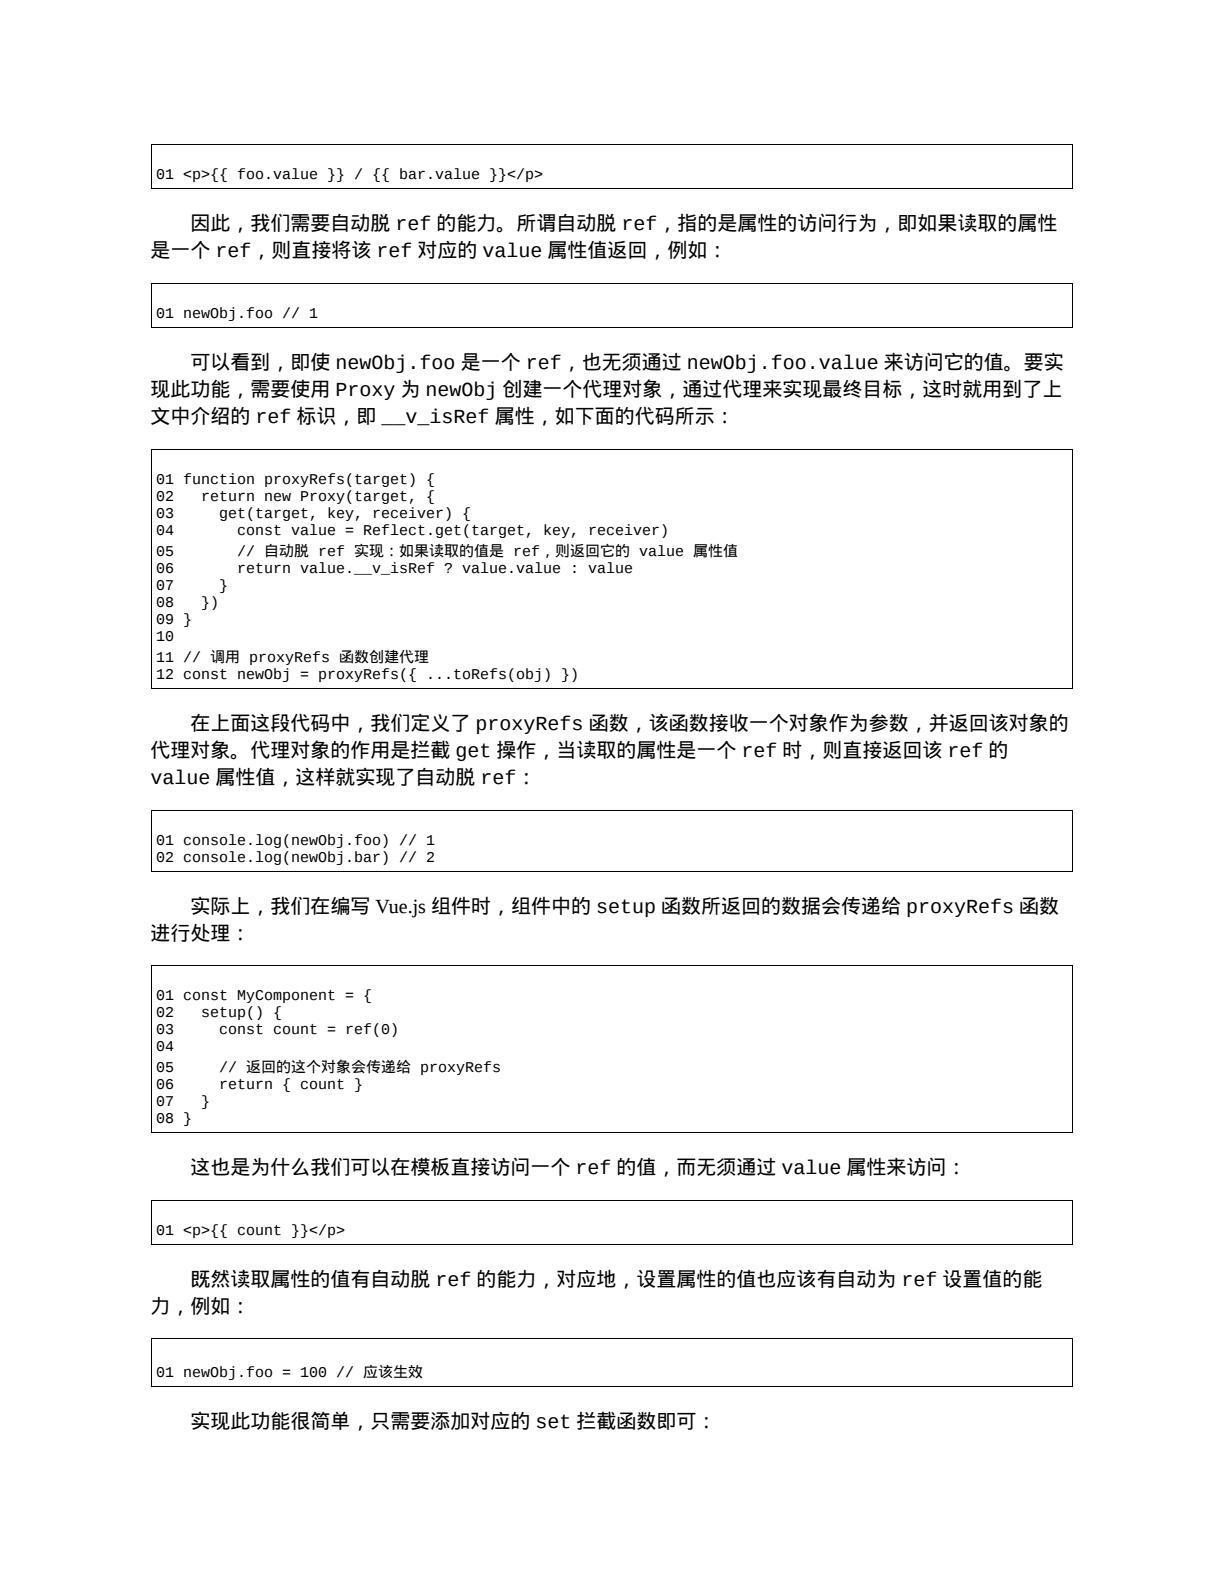 01 <p>{{ foo.value }} / {{ bar.value }}</p>
因此，我们需要自动脱 ref 的能力。所谓自动脱 ref，指的是属性的访问行为，即如果读取的属性
是一个 ref，则直接将该 ref 对应的 value 属性值返回，例如：
01 newObj.foo // 1
可以看到，即使 newObj.foo 是一个 ref，也无须通过 newObj.foo.value 来访问它的值。要实
现此功能，需要使用 Proxy 为 newObj 创建一个代理对象，通过代理来实现最终目标，这时就用到了上
文中介绍的 ref 标识，即 __v_isRef 属性，如下面的代码所示：
01 function proxyRefs(target) {
02   return new Proxy(target, {
03     get(target, key, receiver) {
04       const value = Reflect.get(target, key, receiver)
05       // 自动脱 ref 实现：如果读取的值是 ref，则返回它的 value 属性值
06       return value.__v_isRef ? value.value : value
07     }
08   })
09 }
10
11 // 调用 proxyRefs 函数创建代理
12 const newObj = proxyRefs({ ...toRefs(obj) })
在上面这段代码中，我们定义了 proxyRefs 函数，该函数接收一个对象作为参数，并返回该对象的
代理对象。代理对象的作用是拦截 get 操作，当读取的属性是一个 ref 时，则直接返回该 ref 的
value 属性值，这样就实现了自动脱 ref：
01 console.log(newObj.foo) // 1
02 console.log(newObj.bar) // 2
实际上，我们在编写 Vue.js 组件时，组件中的 setup 函数所返回的数据会传递给 proxyRefs 函数
进行处理：
01 const MyComponent = {
02   setup() {
03     const count = ref(0)
04
05     // 返回的这个对象会传递给 proxyRefs
06     return { count }
07   }
08 }
这也是为什么我们可以在模板直接访问一个 ref 的值，而无须通过 value 属性来访问：
01 <p>{{ count }}</p>
既然读取属性的值有自动脱 ref 的能力，对应地，设置属性的值也应该有自动为 ref 设置值的能
力，例如：
01 newObj.foo = 100 // 应该生效
实现此功能很简单，只需要添加对应的 set 拦截函数即可：